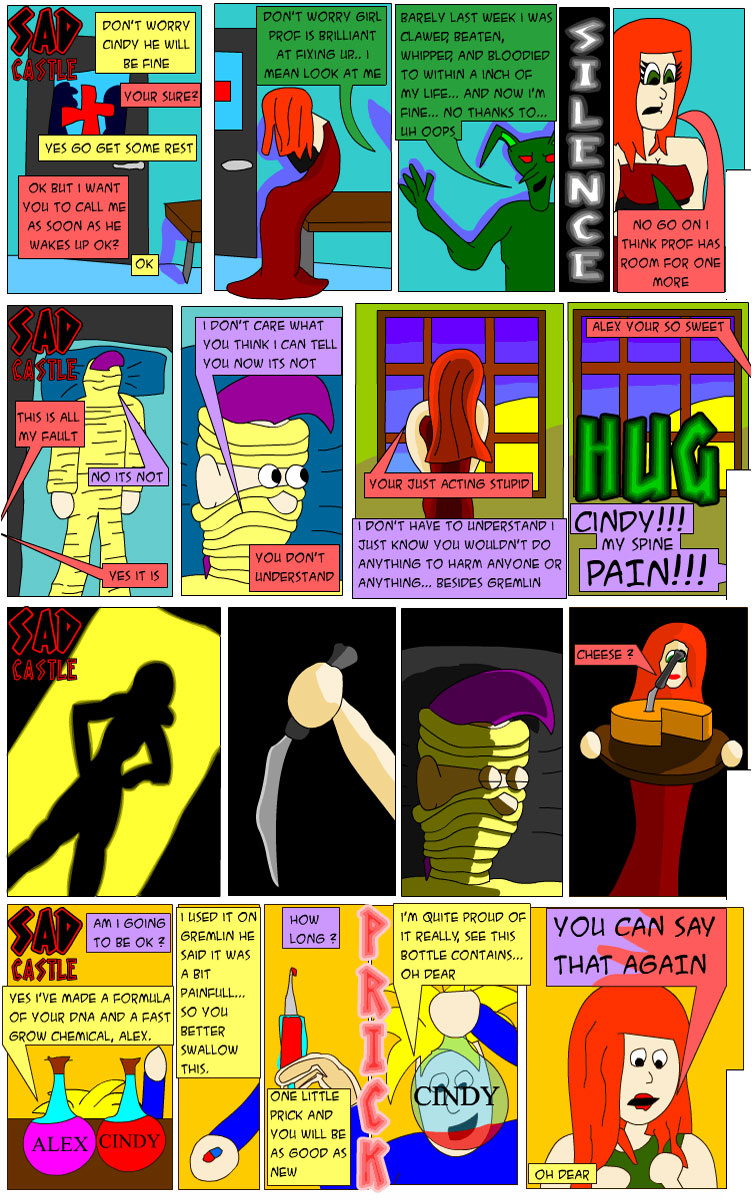 SAD
CASTLE
DON'T WORRY
CINDY HE WILL
BE FINE
YOUR SURE?
YES GO GET SOME REST
OK BUT I WANT
YOU TO CALL ME
AS SOON AS HE
WAKES UP OK?
OK
DON'T WORRY GIRL
PROF IS BRILLIANT
AT FIXING UP.. I
MEAN LOOK AT ME
BARELY LAST WEEK I WAS
CLAWED, BEATEN,
WHIPPED, AND BLOODIED
TO WITHIN A INCH OF
MY LIFE... AND NOW I'M
FINE... NO THANKS TO...
UH OOPS
SILENCE
NO GO ON I
THINK PROF HAS
ROOM FOR ONE
MORE
SAD
CASTLE
THIS IS ALL
MY FAULT
NO ITS NOT
YES IT IS
I DON'T CARE WHAT
YOU THINK I CAN TELL
YOU NOW ITS NOT
YOU DON'T
UNDERSTAND
YOUR JUST ACTING STUPID
I DON'T HAVE TO UNDERSTAND I
JUST KNOW YOU WOULDN'T DO
ANYTHING TO HARM ANYONE OR
ANYTHING... BESIDES GREMLIN
ALEX YOUR SO SWEET
HUG
CINDY!!!
MY SPINE
PAIN!!!
SAD
CASTLE
CHEESE ?
SAD
CASTLE
AM I GOING
TO BE OK ?
YES I'VE MADE A FORMULA
OF YOUR DNA AND A FAST
GROW CHEMICAL, ALEX.
ALEX
CINDY
I USED IT ON
GREMLIN HE
SAID IT WAS
A BIT
PAINFULL...
SO YOU
BETTER
SWALLOW
THIS.
HOW
LONG ?
ONE LITTLE
PRICK AND
YOU WILL BE
AS GOOD AS
NEW
PRICK
I'M QUITE PROUD OF
IT REALLY, SEE THIS
BOTTLE CONTAINS...
OH DEAR
CINDY
YOU CAN SAY
THAT AGAIN
OH DEAR